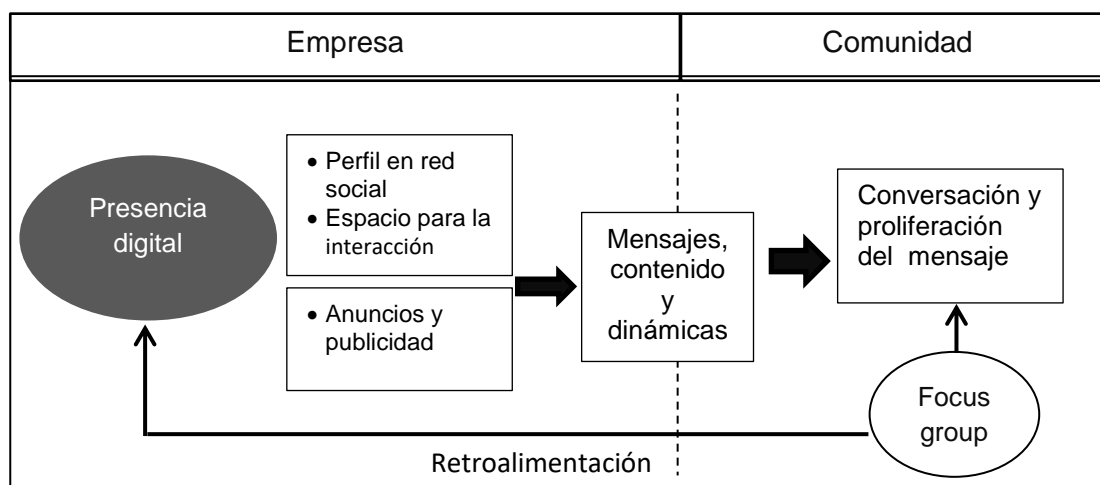 Empresa
Comunidad
Presencia
digital
• Perfil en red
social
• Espacio para la
interacción
• Anuncios y
publicidad
Mensajes,
contenido
y
dinámicas
Conversación y
proliferación
del mensaje
Focus
group
Retroalimentación